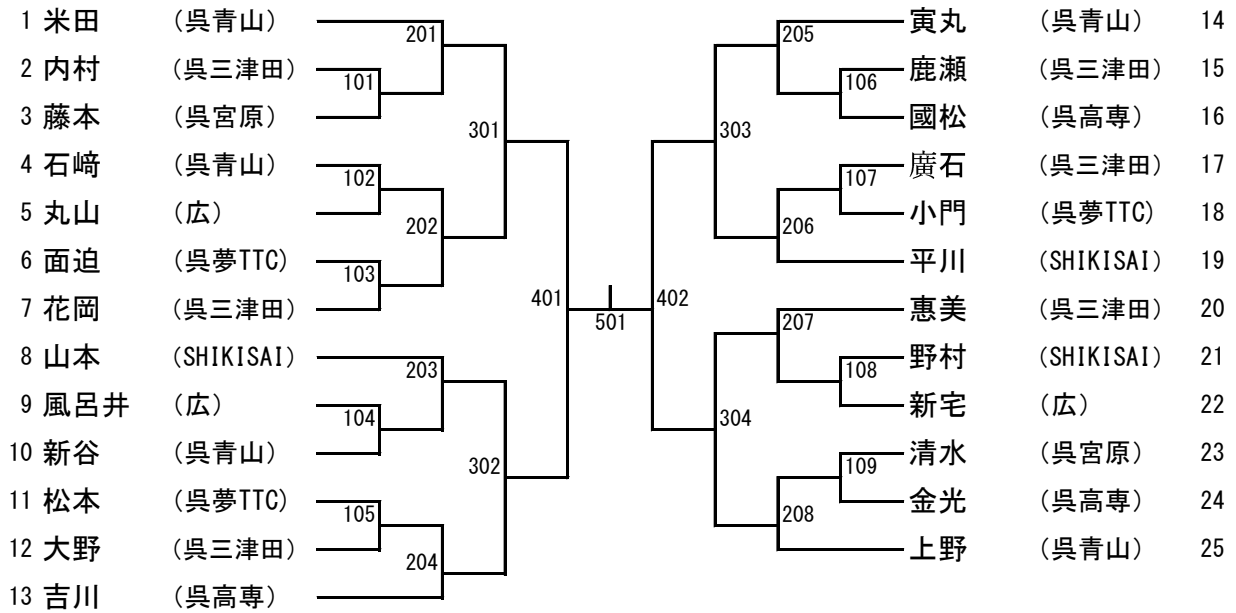 1 米田 (呉青山)
2 内村 (呉三津田)
3 藤本 (呉宮原)
4 石﨑 (呉青山)
5 丸山 (広)
6 面迫 (呉夢TTC)
7 花岡 (呉三津田)
8 山本 (SHIKISAI)
9 風呂井 (広)
10 新谷 (呉青山)
11 松本 (呉夢TTC)
12 大野 (呉三津田)
13 吉川 (呉高専)
201
101
301
102
202
103
401
203
104
302
105
204
501
205
106
303
107
206
402
207
108
304
109
208
寅丸 (呉青山) 14
鹿瀬 (呉三津田) 15
國松 (呉高専) 16
廣石 (呉三津田) 17
小門 (呉夢TTC) 18
平川 (SHIKISAI) 19
惠美 (呉三津田) 20
野村 (SHIKISAI) 21
新宅 (広) 22
清水 (呉宮原) 23
金光 (呉高専) 24
上野 (呉青山) 25